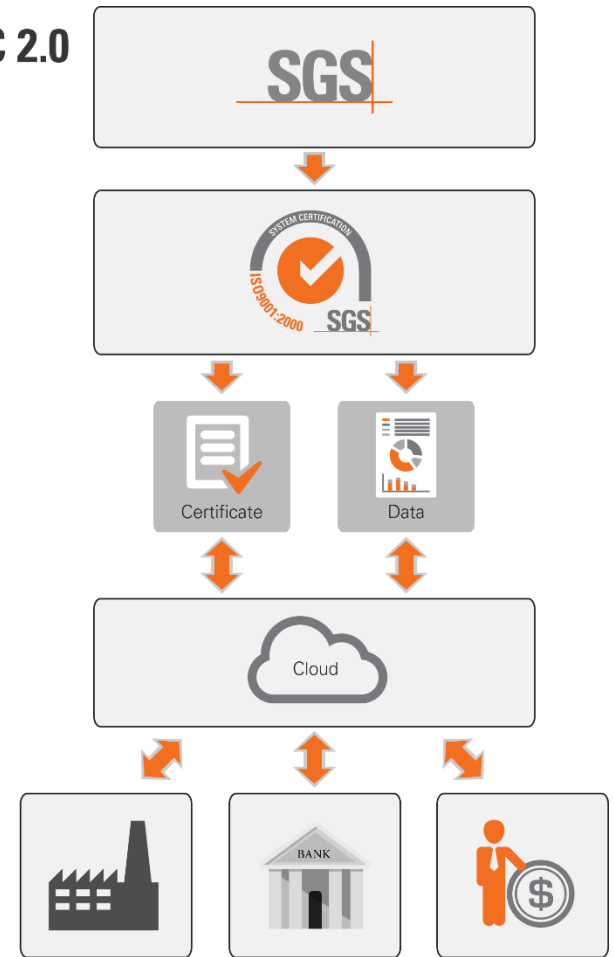 C 2.0
SGS
SYSTEM CERTIFICATION
ISO9001:2000
SGS
Certificate
Data
Cloud
BANK
$